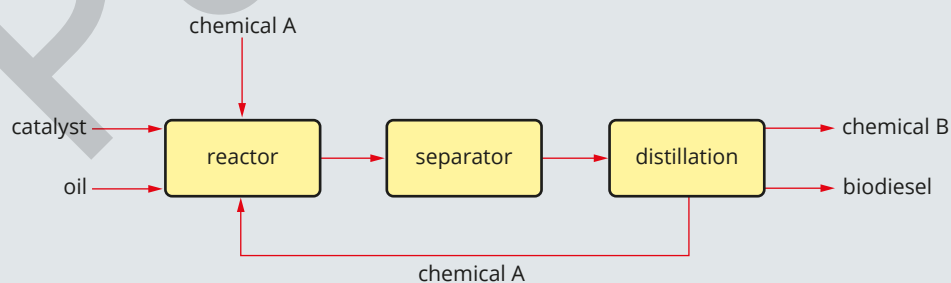 chemical A
catalyst
reactor
separator
distillation
chemical B
oil
biodiesel
chemical A